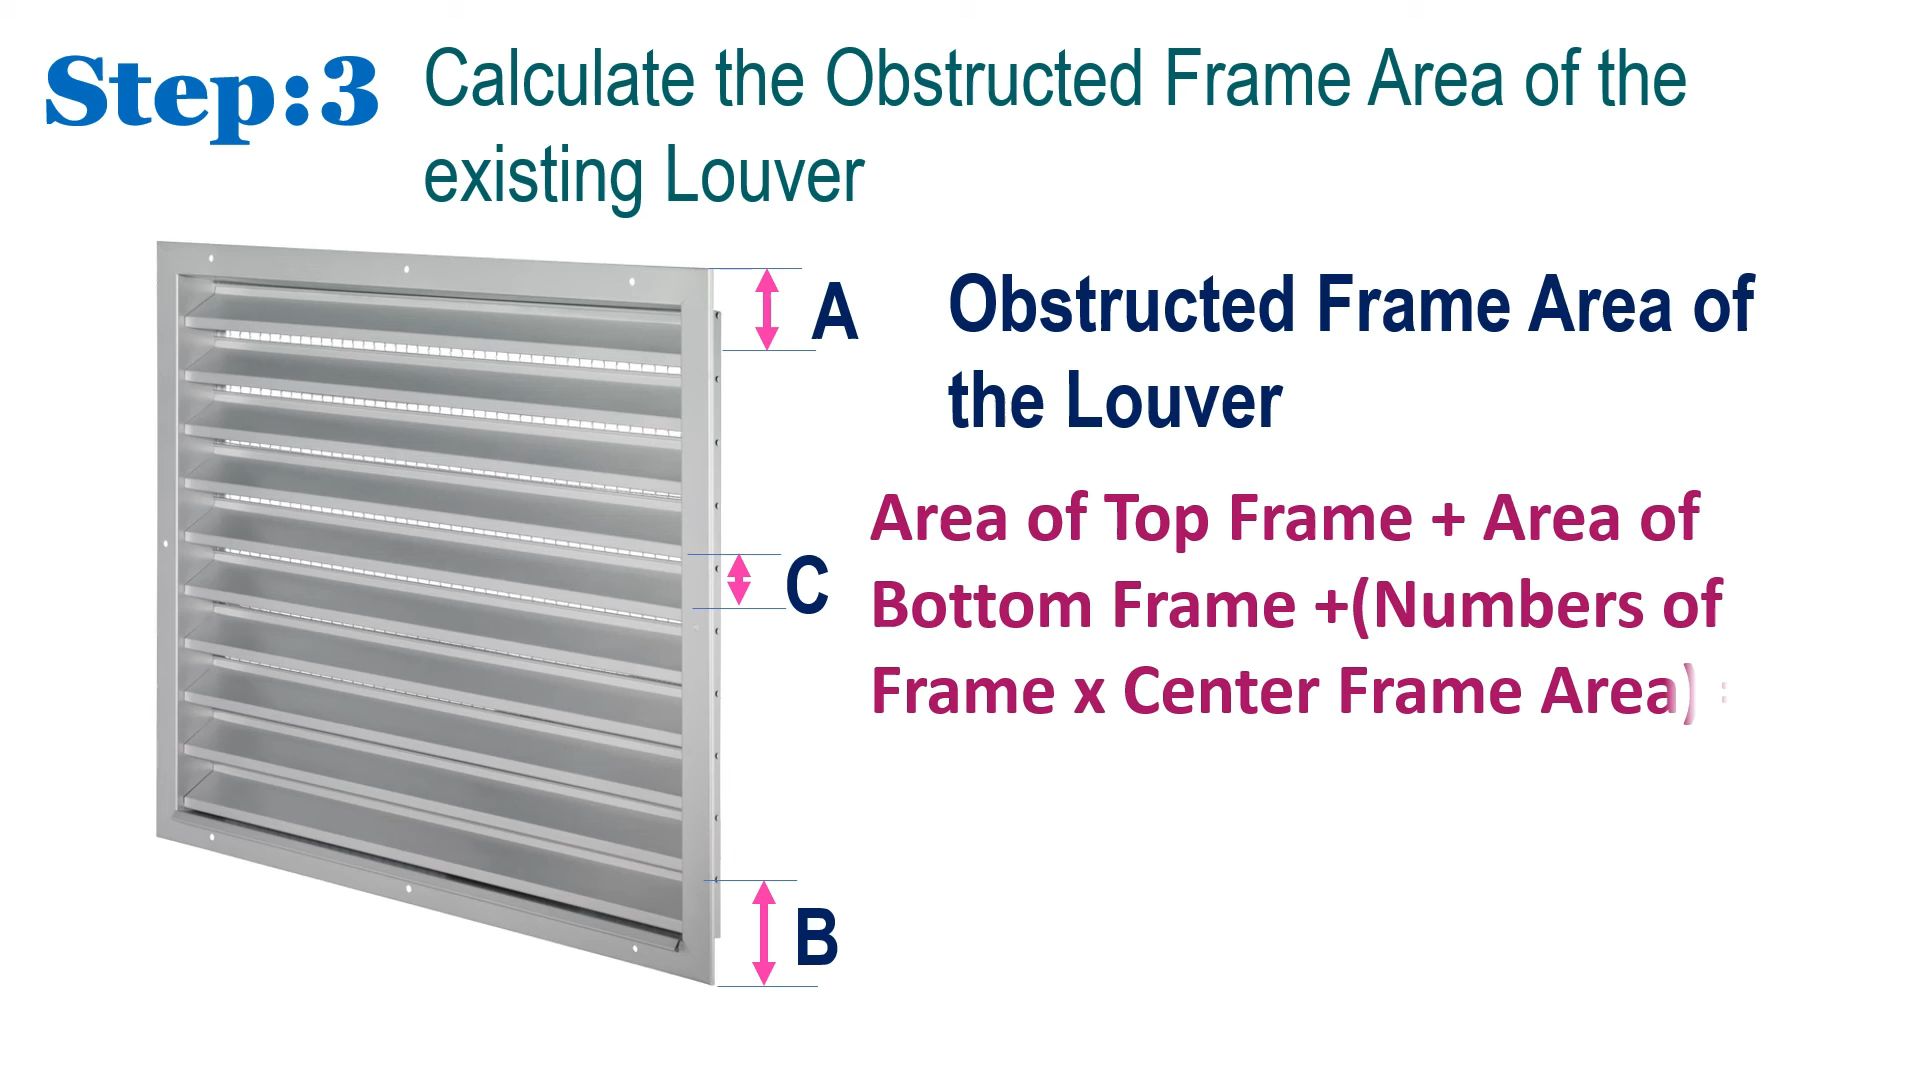 Step:3
Calculate the Obstructed Frame Area of the
existing Louver
A
Obstructed Frame Area of
the Louver
Area of Top Frame + Area of
C
Bottom Frame +(Numbers of
Frame x Center Frame Area) =
B